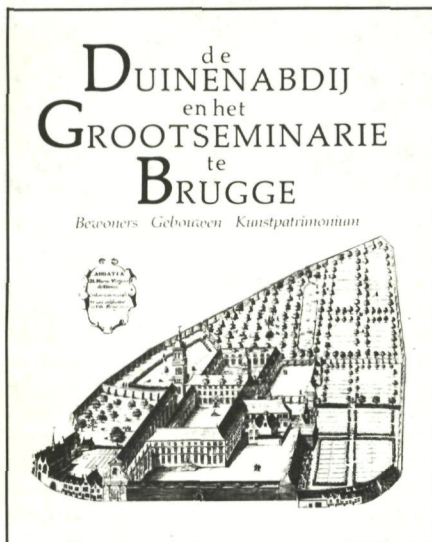 de
DUINENABDIJ
en het
GROOTSEMINARIE
te
BRUGGE
Bewoners Gebouwen Kunstpatrimonium
ABBATIA